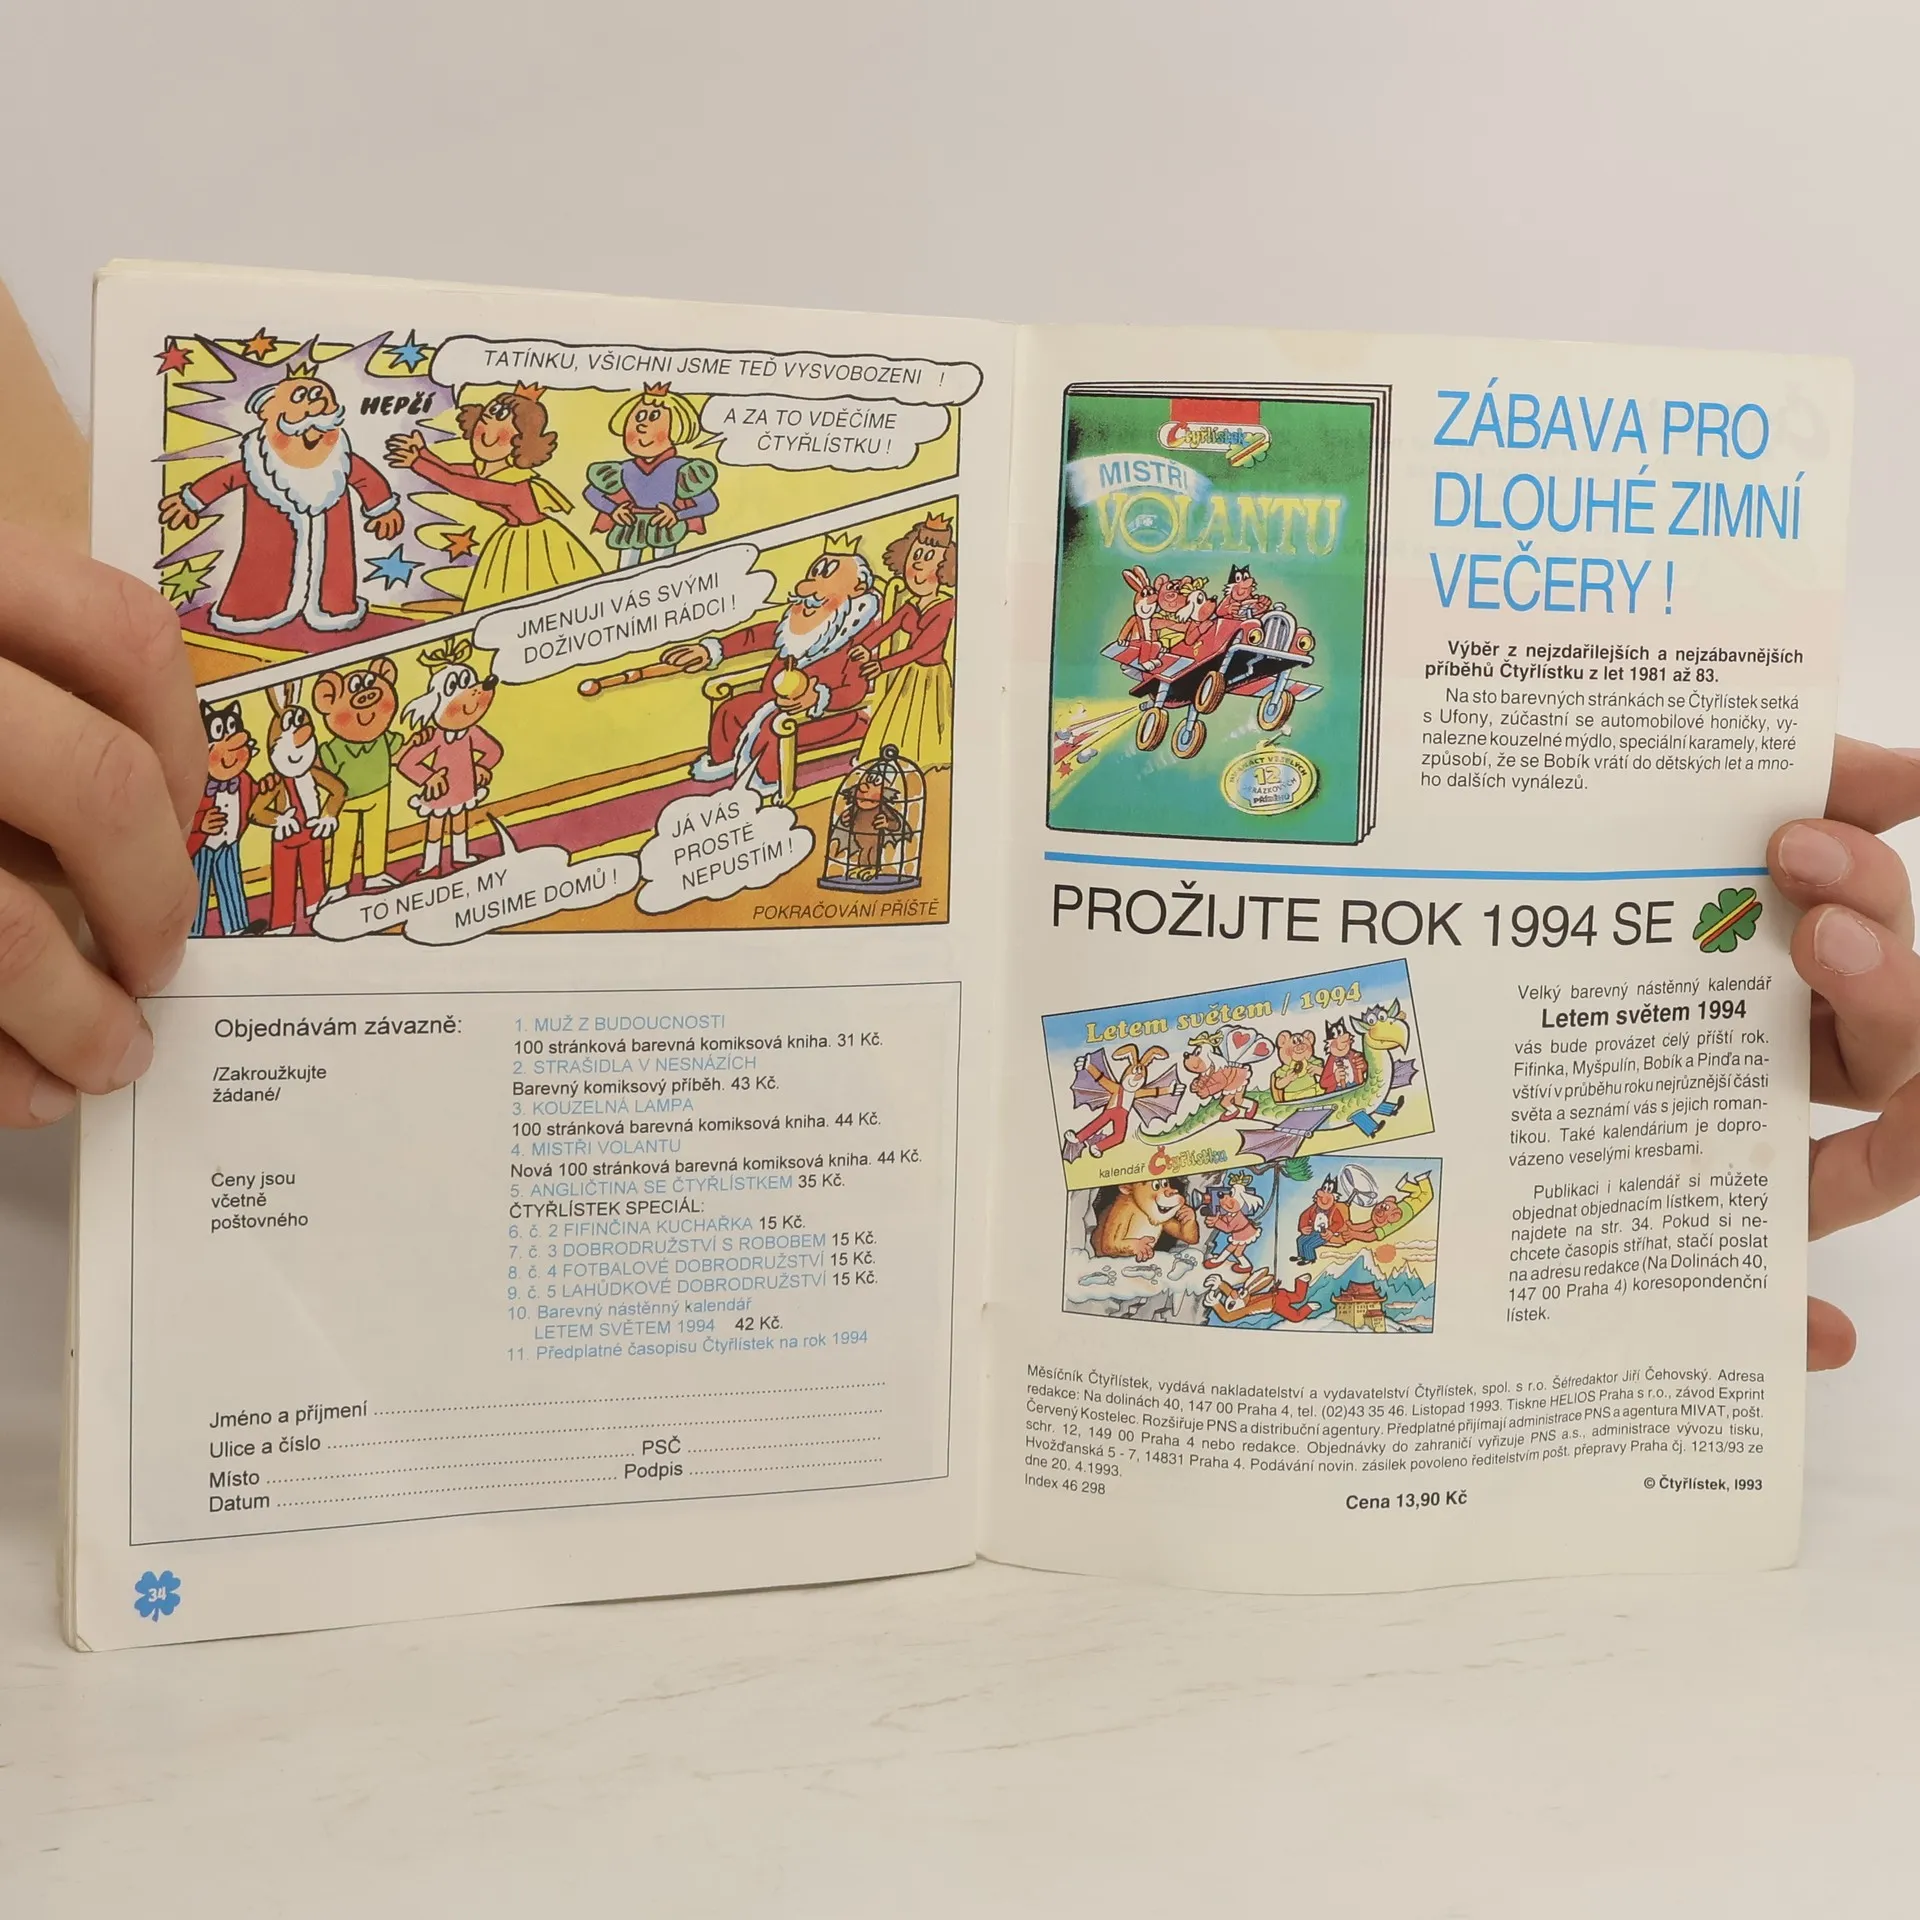 TATÍNKU, VŠICHNI JSME TEĎ VYSVOBOZENI !
HEPČÍ
A ZA TO VDĚČÍME
ČTYŘLÍSTKU !
JMENUJI VÁS SVÝMI
DOŽIVOTNÍMI RÁDCI !
JÁ VÁS
PROSTĚ
NEPUSTÍM !
TO NEJDE, MY
MUSIME DOMŮ !
POKRAČOVÁNÍ PŘÍŠTĚ
Objednávám závazně:
/Zakroužkujte
žádané/
Ceny jsou
včetně
poštovného
1. MUŽ Z BUDOUCNOSTI
100 stránková barevná komiksová kniha. 31 Kč.
2. STRAŠIDLA V NESNÁZÍCH
Barevný komiksový příběh. 43 Kč.
3. KOUZELNÁ LAMPA
100 stránková barevná komiksová kniha. 44 Kč.
4. MISTŘI VOLANTU
Nová 100 stránková barevná komiksová kniha. 44 Kč.
5. ANGLIČTINA SE ČTYŘLÍSTKEM 35 Kč.
ČTYŘLÍSTEK SPECIÁL:
6. č. 2 FIFINČINA KUCHAŘKA 15 Kč.
7. č. 3 DOBRODRUŽSTVÍ S ROBOBEM 15 Kč.
8. č. 4 FOTBALOVÉ DOBRODRUŽSTVÍ 15 Kč.
9. č. 5 LAHŮDKOVÉ DOBRODRUŽSTVÍ 15 Kč.
10. Barevný nástěnný kalendář
LETEM SVĚTEM 1994 42 Kč.
11. Předplatné časopisu Čtyřlístek na rok 1994
Jméno a příjmení
Ulice a číslo
Místo PSČ
Datum Podpis
34
Čtyřlístek
MISTŘI
VOLANTU
12
ZÁBAVA PRO
DLOUHÉ ZIMNÍ
VEČERY !
Výběr z nejzdařilejších a nejzábavnějších
příběhů Čtyřlístku z let 1981 až 83.
Na sto barevných stránkách se Čtyřlístek setká
s Ufony, zúčastní se automobilové honičky, vy-
nalezne kouzelné mýdlo, speciální karamely, které
způsobí, že se Bobík vrátí do dětských let a mno-
ho dalších vynálezů.
PROŽIJTE ROK 1994 SE
Letem světem / 1994
kalendář Čtyřlístku
Velký barevný nástěnný kalendář
Letem světem 1994
vás bude provázet celý příští rok.
Fifinka, Myšpulín, Bobík a Pinďa na-
vštíví v průběhu roku nejrůznější části
světa a seznámí vás s jejich roman-
tikou. Také kalendárium je dopro-
vázeno veselými kresbami.
Publikaci i kalendář si můžete
objednat objednacím lístkem, který
najdete na str. 34. Pokud si ne-
chcete časopis stříhat, stačí poslat
na adresu redakce (Na Dolinách 40,
147 00 Praha 4) koresopondenční
lístek.
Měsíčník Čtyřlístek, vydává nakladatelství a vydavatelství Čtyřlístek, spol. s r.o. Šéfredaktor Jiří Čehovský. Adresa
redakce: Na dolinách 40, 147 00 Praha 4, tel. (02)43 35 46. Listopad 1993. Tiskne HELIOS Praha s r.o., závod Exprint
Červený Kostelec. Rozšiřuje PNS a distribuční agentury. Předplatné přijímají administrace PNS a agentura MIVAT, pošt.
schr. 12, 149 00 Praha 4 nebo redakce. Objednávky do zahraničí vyřizuje PNS a.s., administrace vývozu tisku,
Hvožďanská 5 - 7, 14831 Praha 4. Podávání novin. zásilek povoleno ředitelstvím pošt. přepravy Praha čj. 1213/93 ze
dne 20. 4.1993.
Index 46 298
Cena 13,90 Kč
© Čtyřlístek, I993